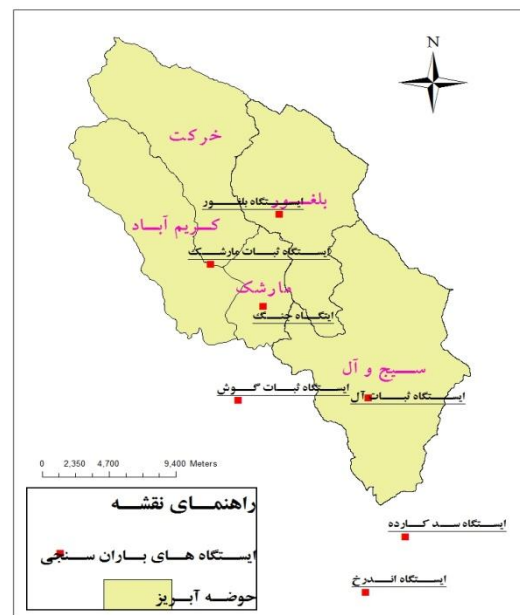 N
خرکت
بلغور
ایستگاه بلغور
کریم آباد
ایستگاه ثبات مارشک
مارشک
ایتگاه جنگ
سیج و آل
ایستگاه ثبات گوش
ایستگاه ثبات آل
0 2,350 4,700 9,400 Meters
راهنمای نقشه
ایستگاه های باران سنجی
حوضه آبریز
ایستگاه سد کارده
ایستگاه اندرخ